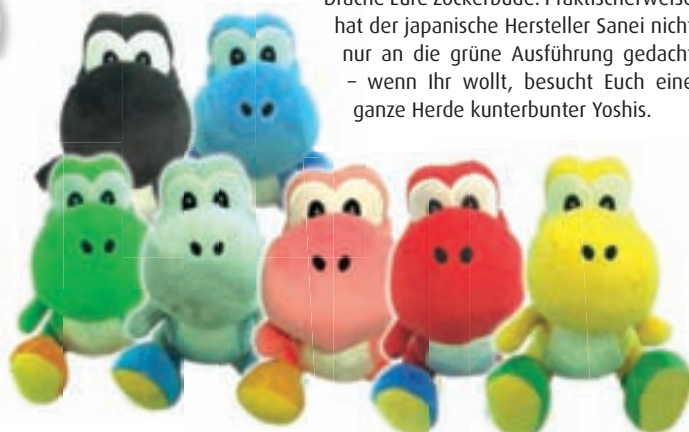 Drache Eure Zockerbude. Praktischerweise
hat der japanische Hersteller Sanei nicht
nur an die grüne Ausführung gedacht
– wenn Ihr wollt, besucht Euch eine
ganze Herde kunterbunter Yoshis.